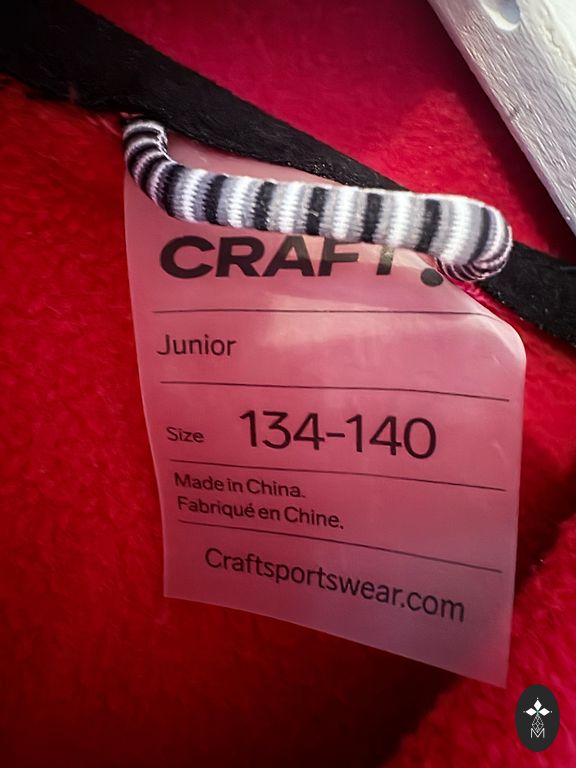 CRAFT.
Junior
Size 134-140
Made in China.
Fabriqué en Chine.
Craftsportswear.com
M